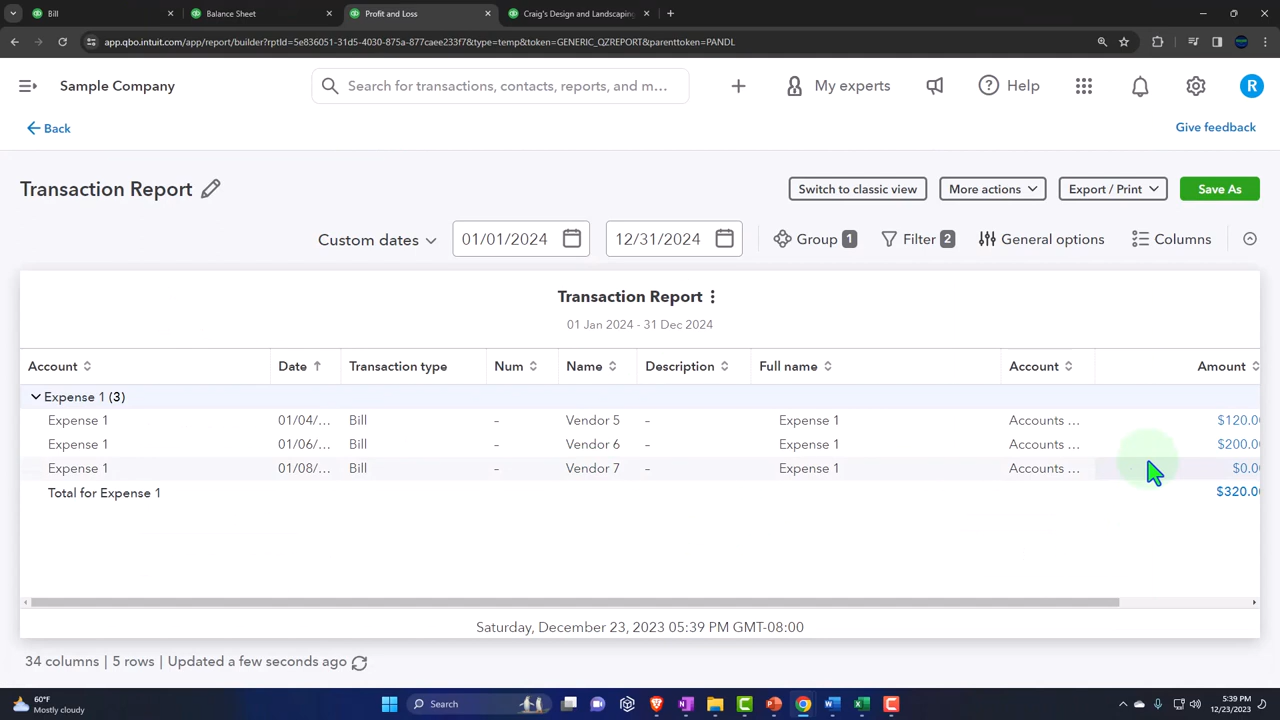 Bill
Balance Sheet
Profit and Loss
Craig's Design and Landscaping
app.qbo.intuit.com/app/report/builder?rptId=5e836051-31d5-4030-875a-877caee233f7&type=temp&token=GENERIC_QZREPORT&parenttoken=PANDL
Sample Company
Search for transactions, contacts, reports, and m...
My experts
Help
R
Back
Give feedback
Transaction Report
Switch to classic view
More actions
Export / Print
Save As
Custom dates
01/01/2024
12/31/2024
Group 1
Filter 2
General options
Columns
Transaction Report
01 Jan 2024 - 31 Dec 2024
Account Date Transaction type Num Name Description Full name Account Amount
Expense 1 (3)
Expense 1 01/04/... Bill – Vendor 5 – Expense 1 Accounts ... $120.0
Expense 1 01/06/... Bill – Vendor 6 – Expense 1 Accounts ... $200.0
Expense 1 01/08/... Bill – Vendor 7 – Expense 1 Accounts ... $0.0
Total for Expense 1 $320.0
Saturday, December 23, 2023 05:39 PM GMT-08:00
34 columns | 5 rows | Updated a few seconds ago
60°F
Mostly cloudy
Search
5:39 PM
12/23/2023